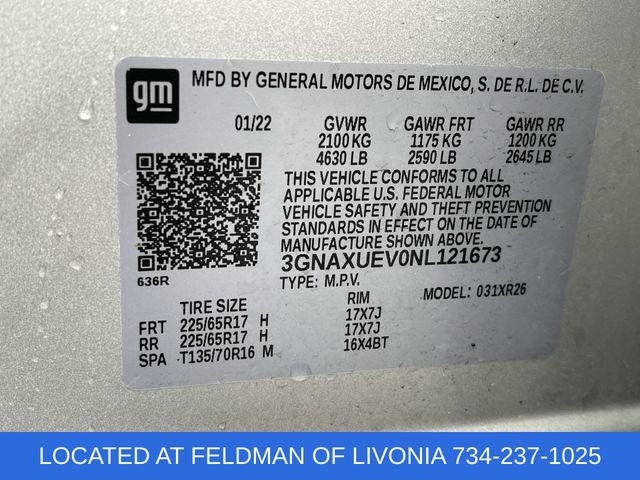 gm
MFD BY GENERAL MOTORS DE MEXICO, S. DE R.L. DE C.V.
01/22 GVWR GAWR FRT GAWR RR
2100 KG 1175 KG 1200 KG
4630 LB 2590 LB 2645 LB
THIS VEHICLE CONFORMS TO ALL
APPLICABLE U.S. FEDERAL MOTOR
VEHICLE SAFETY AND THEFT PREVENTION
STANDARDS IN EFFECT ON THE DATE OF
MANUFACTURE SHOWN ABOVE.
3GNAXUEV0NL121673
636R
TYPE: M.P.V. MODEL: 031XR26
TIRE SIZE RIM
FRT 225/65R17 H 17X7J
RR 225/65R17 H 17X7J
SPA T135/70R16 M 16X4BT
LOCATED AT FELDMAN OF LIVONIA 734-237-1025